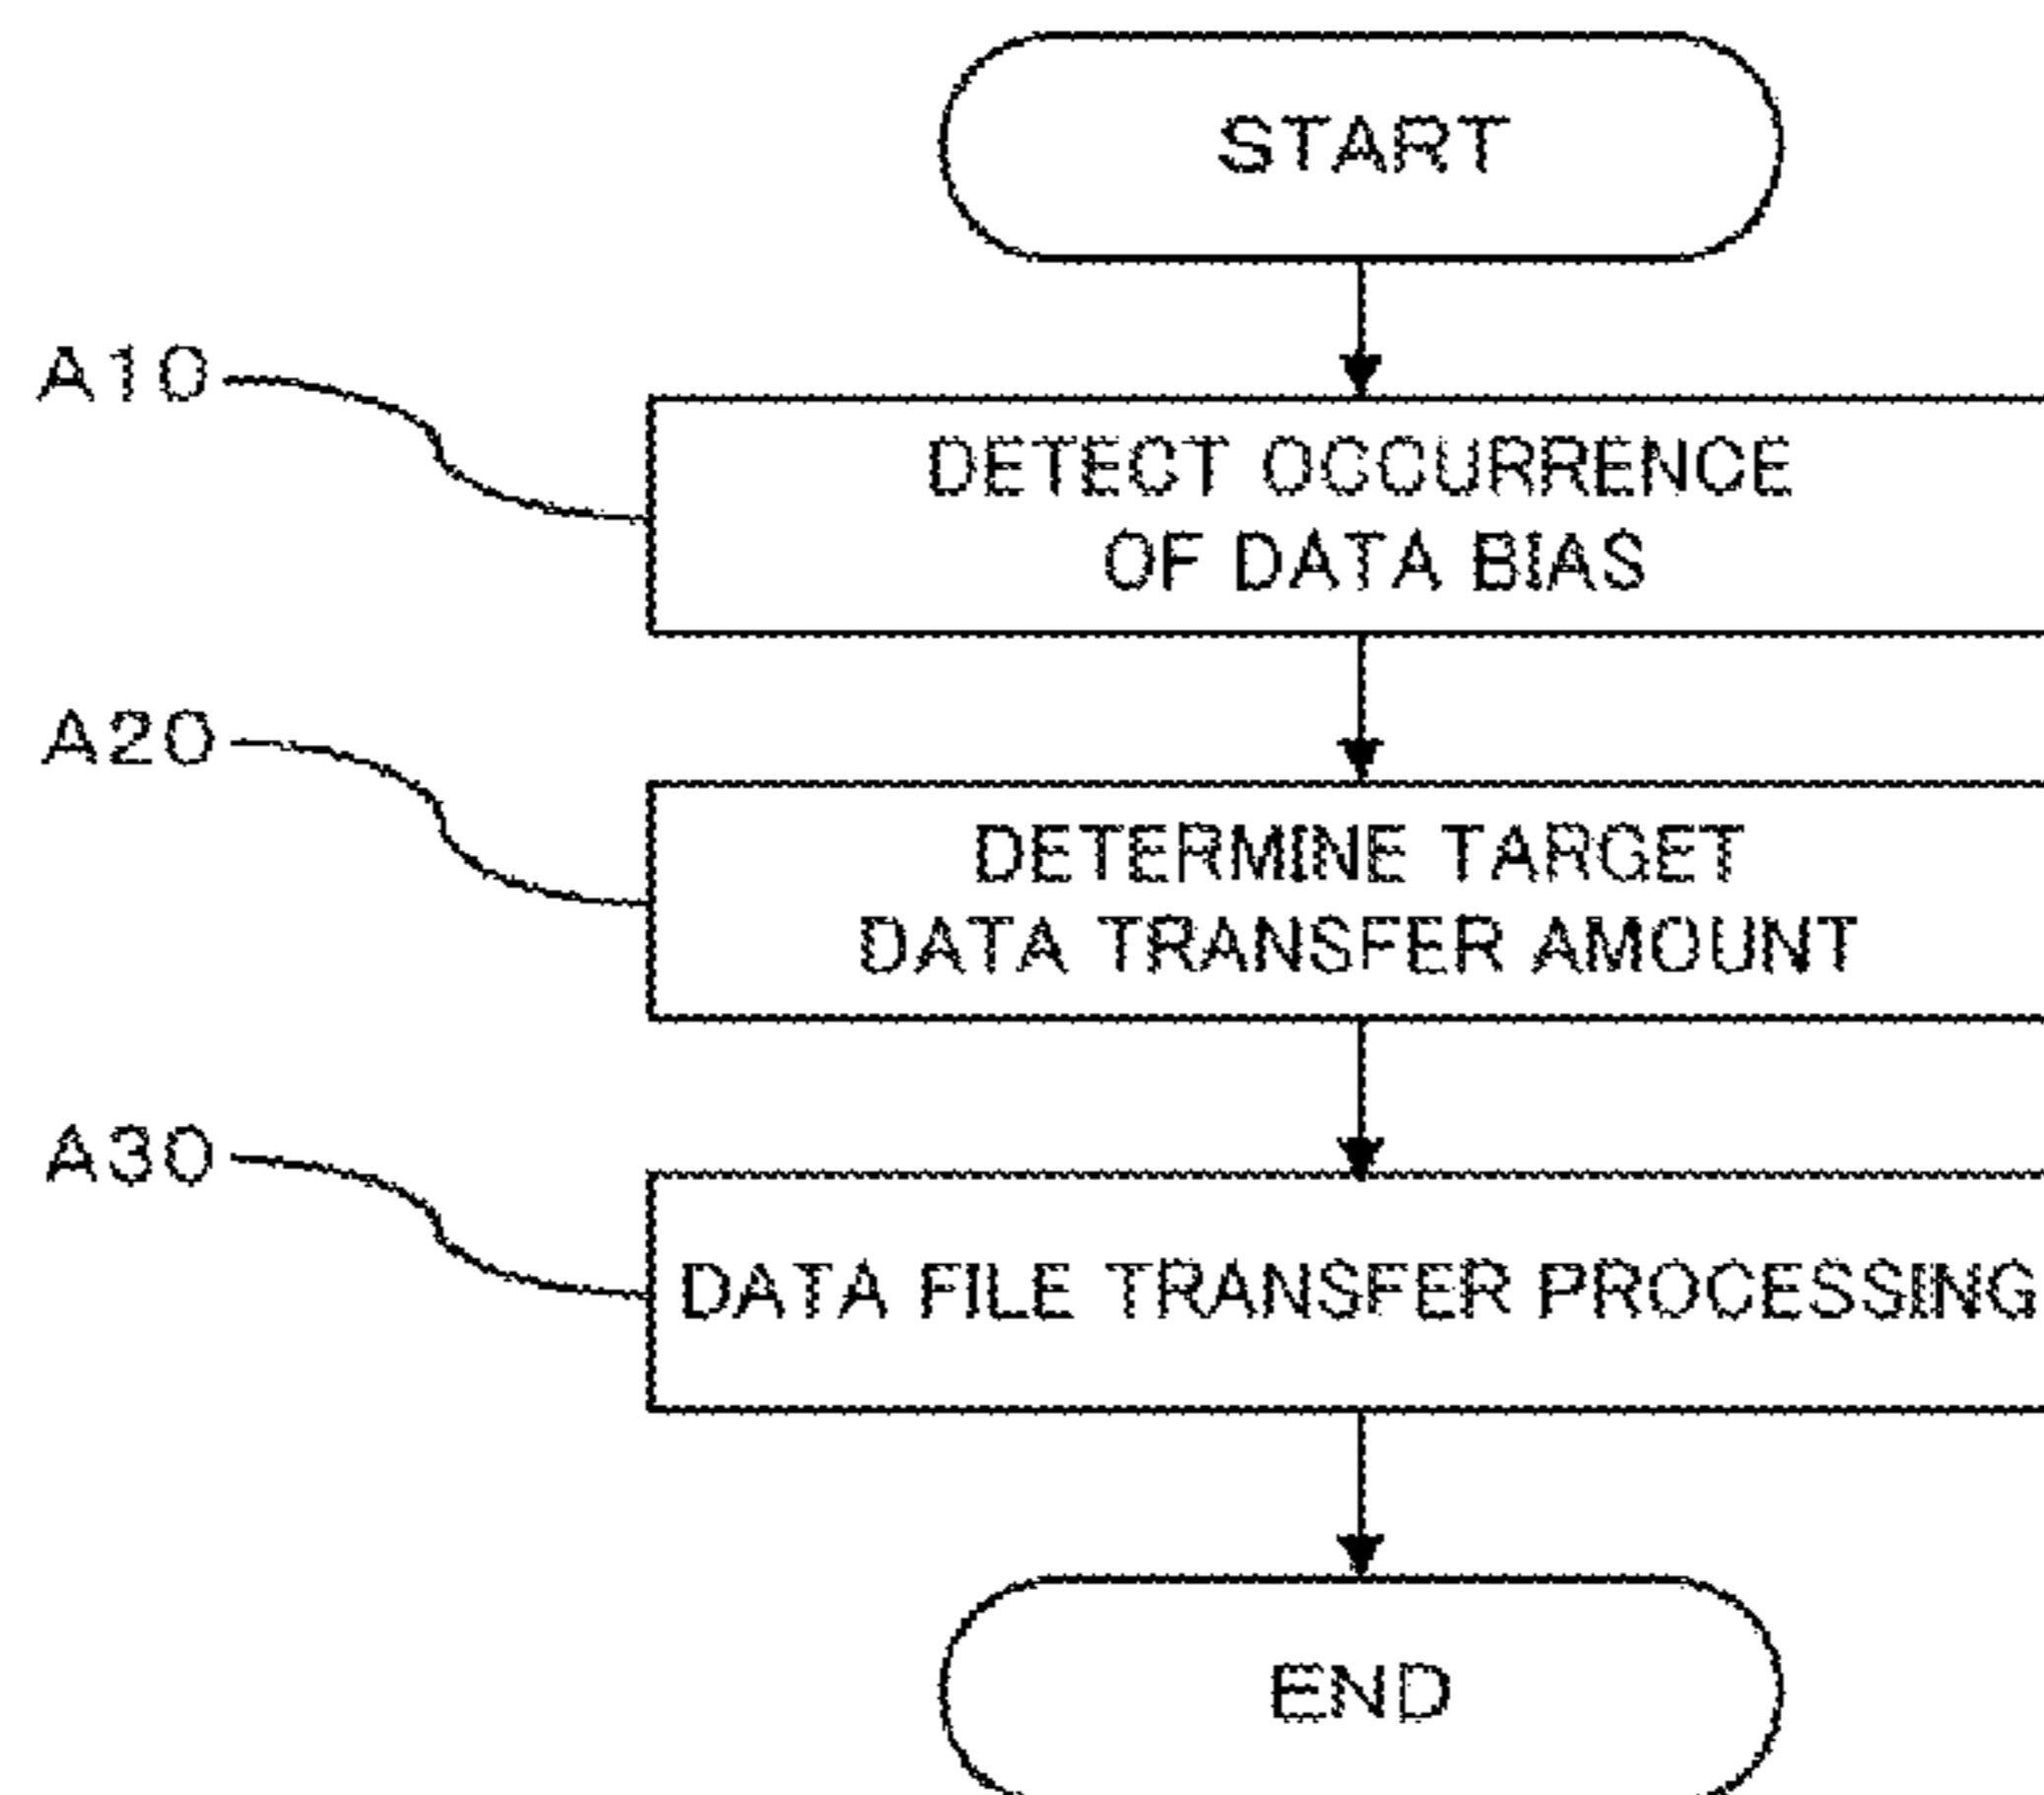 START
A10
DETECT OCCURRENCE
OF DATA BIAS
A20
DETERMINE TARGET
DATA TRANSFER AMOUNT
A30
DATA FILE TRANSFER PROCESSING
END